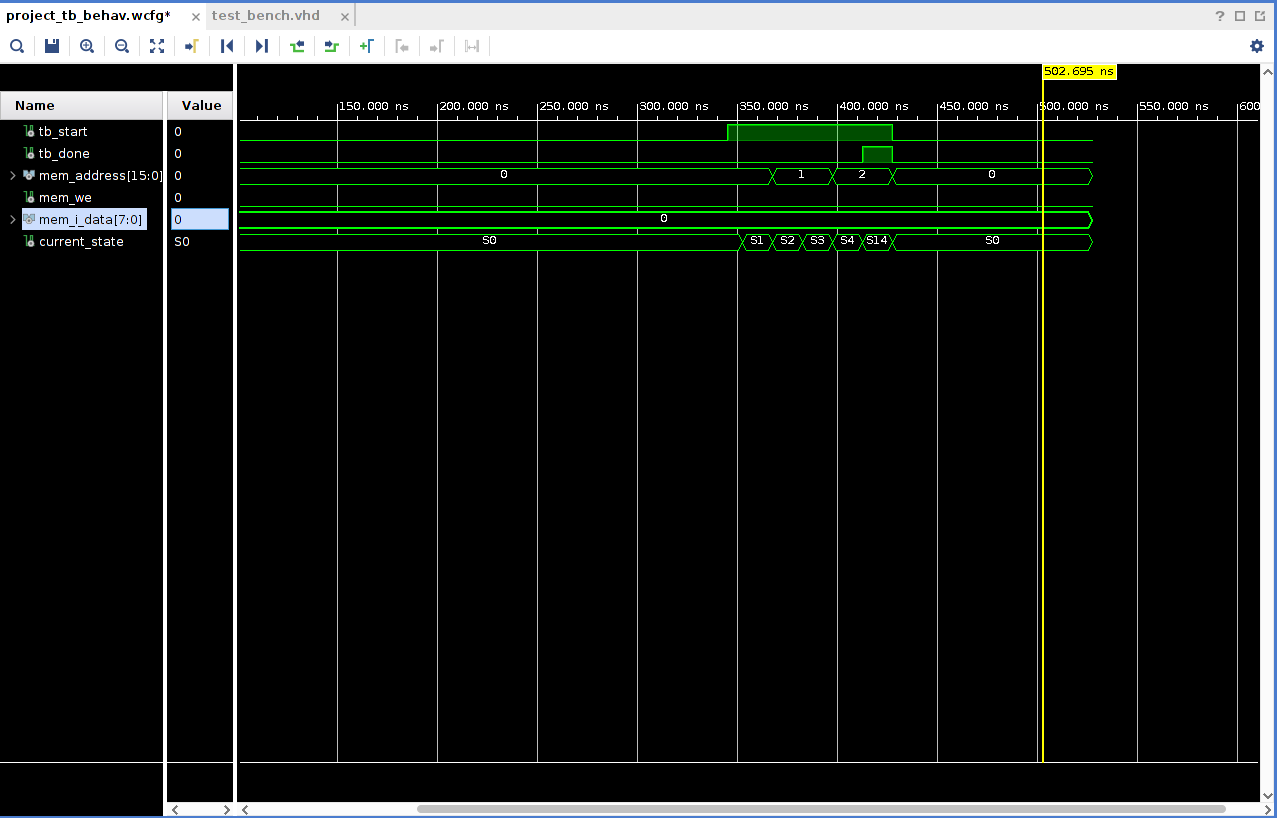 project_tb_behav.wcfg* × test_bench.vhd × ?
502.695 ns
Name Value
150.000 ns 200.000 ns 250.000 ns 300.000 ns 350.000 ns 400.000 ns 450.000 ns 500.000 ns 550.000 ns 600
tb_start 0
tb_done 0
mem_address[15:0] 0 0 1 2 0
mem_we 0
mem_i_data[7:0] 0 0
current_state S0 S0 S1 S2 S3 S4 S14 S0